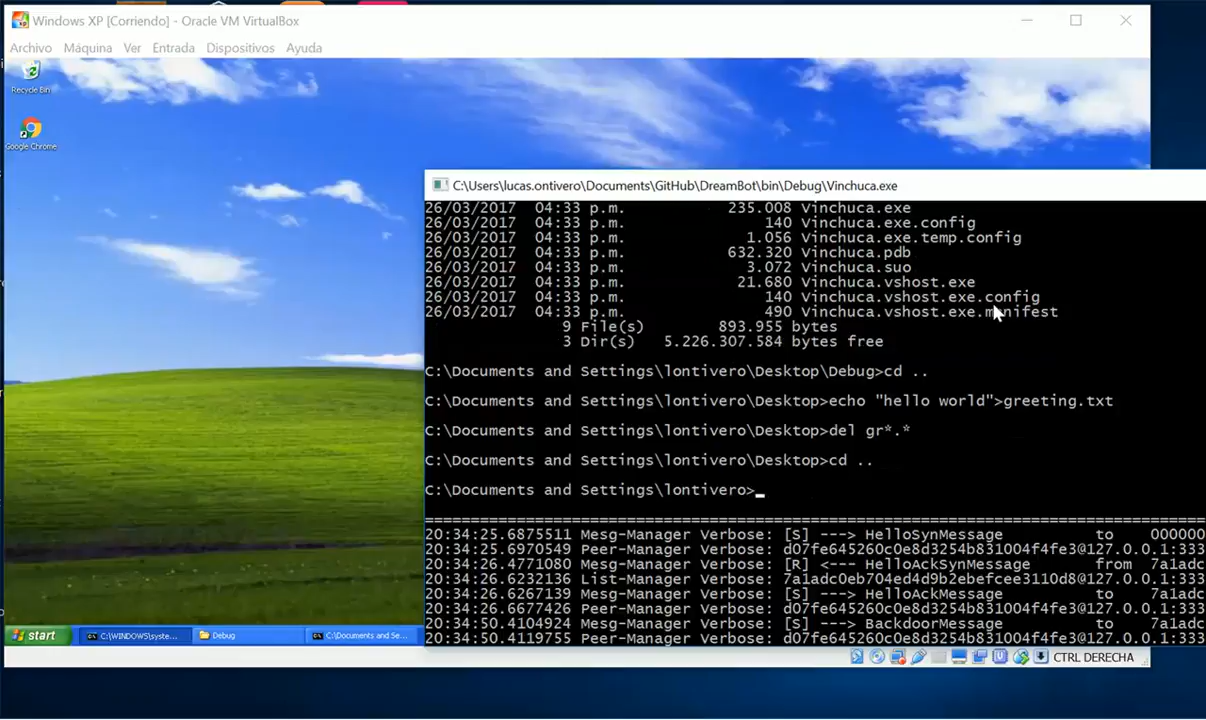 Windows XP [Corriendo] - Oracle VM VirtualBox
Archivo Máquina Ver Entrada Dispositivos Ayuda
Recycle Bin
Google Chrome
C:\Users\lucas.ontivero\Documents\GitHub\DreamBot\bin\Debug\Vinchuca.exe
26/03/2017 04:33 p.m. 235.008 Vinchuca.exe
26/03/2017 04:33 p.m. 140 Vinchuca.exe.config
26/03/2017 04:33 p.m. 1.056 Vinchuca.exe.temp.config
26/03/2017 04:33 p.m. 632.320 Vinchuca.pdb
26/03/2017 04:33 p.m. 3.072 Vinchuca.suo
26/03/2017 04:33 p.m. 21.680 Vinchuca.vshost.exe
26/03/2017 04:33 p.m. 140 Vinchuca.vshost.exe.config
26/03/2017 04:33 p.m. 490 Vinchuca.vshost.exe.manifest
9 File(s) 893.955 bytes
3 Dir(s) 5.226.307.584 bytes free
C:\Documents and Settings\lontivero\Desktop\Debug>cd ..
C:\Documents and Settings\lontivero\Desktop>echo "hello world">greeting.txt
C:\Documents and Settings\lontivero\Desktop>del gr*.*
C:\Documents and Settings\lontivero\Desktop>cd ..
C:\Documents and Settings\lontivero>_
20:34:25.6875511 Mesg-Manager Verbose: [S] ---> HelloSynMessage to 000000
20:34:25.6970549 Peer-Manager Verbose: d07fe645260c0e8d3254b831004f4fe3@127.0.0.1:333
20:34:26.4771080 Mesg-Manager Verbose: [R] <--- HelloAckSynMessage from 7a1adc
20:34:26.6232136 List-Manager Verbose: 7a1adc0eb704ed4d9b2ebefcee3110d8@127.0.0.1:333
20:34:26.6267139 Mesg-Manager Verbose: [S] ---> HelloAckMessage to 7a1adc
20:34:26.6677426 Peer-Manager Verbose: d07fe645260c0e8d3254b831004f4fe3@127.0.0.1:333
20:34:50.4104924 Mesg-Manager Verbose: [S] ---> BackdoorMessage to 7a1adc
20:34:50.4119755 Peer-Manager Verbose: d07fe645260c0e8d3254b831004f4fe3@127.0.0.1:333
start C:\WINDOWS\syste... Debug C:\Documents and Se...
CTRL DERECHA